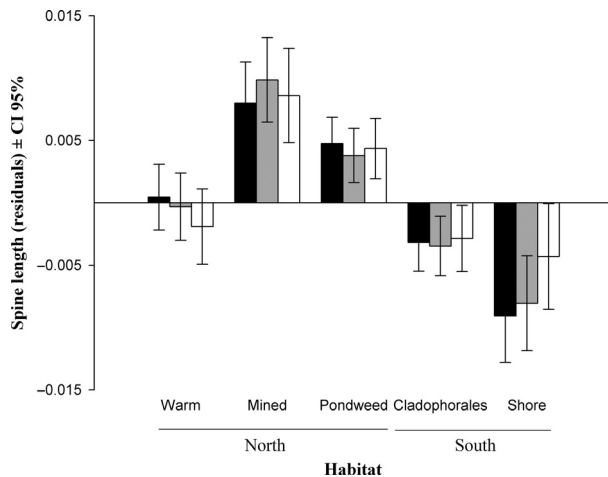 Spine length (residuals) ± CI 95%
0.015
0.005
−0.005
−0.015
Warm Mined Pondweed Cladophorales Shore
North South
Habitat